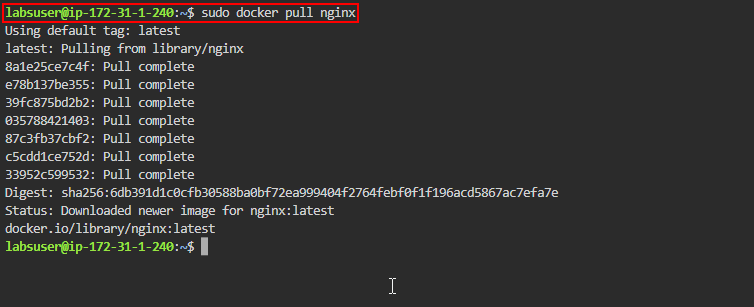 labsuser@ip-172-31-1-240:~$ sudo docker pull nginx
Using default tag: latest
latest: Pulling from library/nginx
8a1e25ce7c4f: Pull complete
e78b137be355: Pull complete
39fc875bd2b2: Pull complete
035788421403: Pull complete
87c3fb37cbf2: Pull complete
c5cdd1ce752d: Pull complete
33952c599532: Pull complete
Digest: sha256:6db391d1c0cfb30588ba0bf72ea999404f2764febf0f1f196acd5867ac7efa7e
Status: Downloaded newer image for nginx:latest
docker.io/library/nginx:latest
labsuser@ip-172-31-1-240:~$